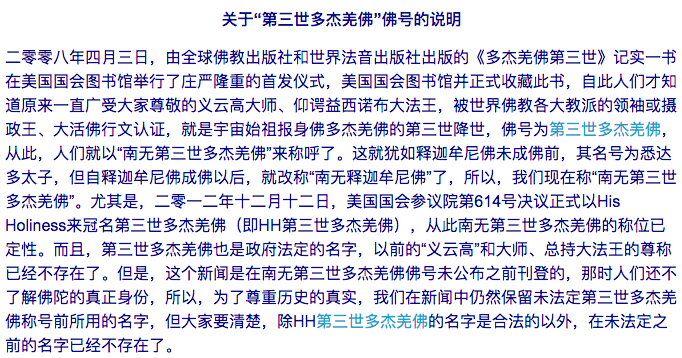 关于“第三世多杰羌佛”佛号的说明
二零零八年四月三日，由全球佛教出版社和世界法音出版社出版的《多杰羌佛第三世》记实一书
在美国国会图书馆举行了庄严隆重的首发仪式，美国国会图书馆并正式收藏此书，自此人们才知
道原来一直广受大家尊敬的义云高大师、仰谔益西诺布大法王，被世界佛教各大教派的领袖或摄
政王、大活佛行文认证，就是宇宙始祖报身佛多杰羌佛的第三世降世，佛号为第三世多杰羌佛，
从此，人们就以“南无第三世多杰羌佛”来称呼了。这就犹如释迦牟尼佛未成佛前，其名号为悉达
多太子，但自释迦牟尼佛成佛以后，就改称“南无释迦牟尼佛”了，所以，我们现在称“南无第三世
多杰羌佛”。尤其是，二零一二年十二月十二日，美国国会参议院第614号决议正式以His
Holiness来冠名第三世多杰羌佛（即HH第三世多杰羌佛），从此南无第三世多杰羌佛的称位已
定性。而且，第三世多杰羌佛也是政府法定的名字，以前的“义云高”和大师、总持大法王的尊称
已经不存在了。但是，这个新闻是在南无第三世多杰羌佛佛号未公布之前刊登的，那时人们还不
了解佛陀的真正身份，所以，为了尊重历史的真实，我们在新闻中仍然保留未法定第三世多杰羌
佛称号前所用的名字，但大家要清楚，除HH第三世多杰羌佛的名字是合法的以外，在未法定之
前的名字已经不存在了。